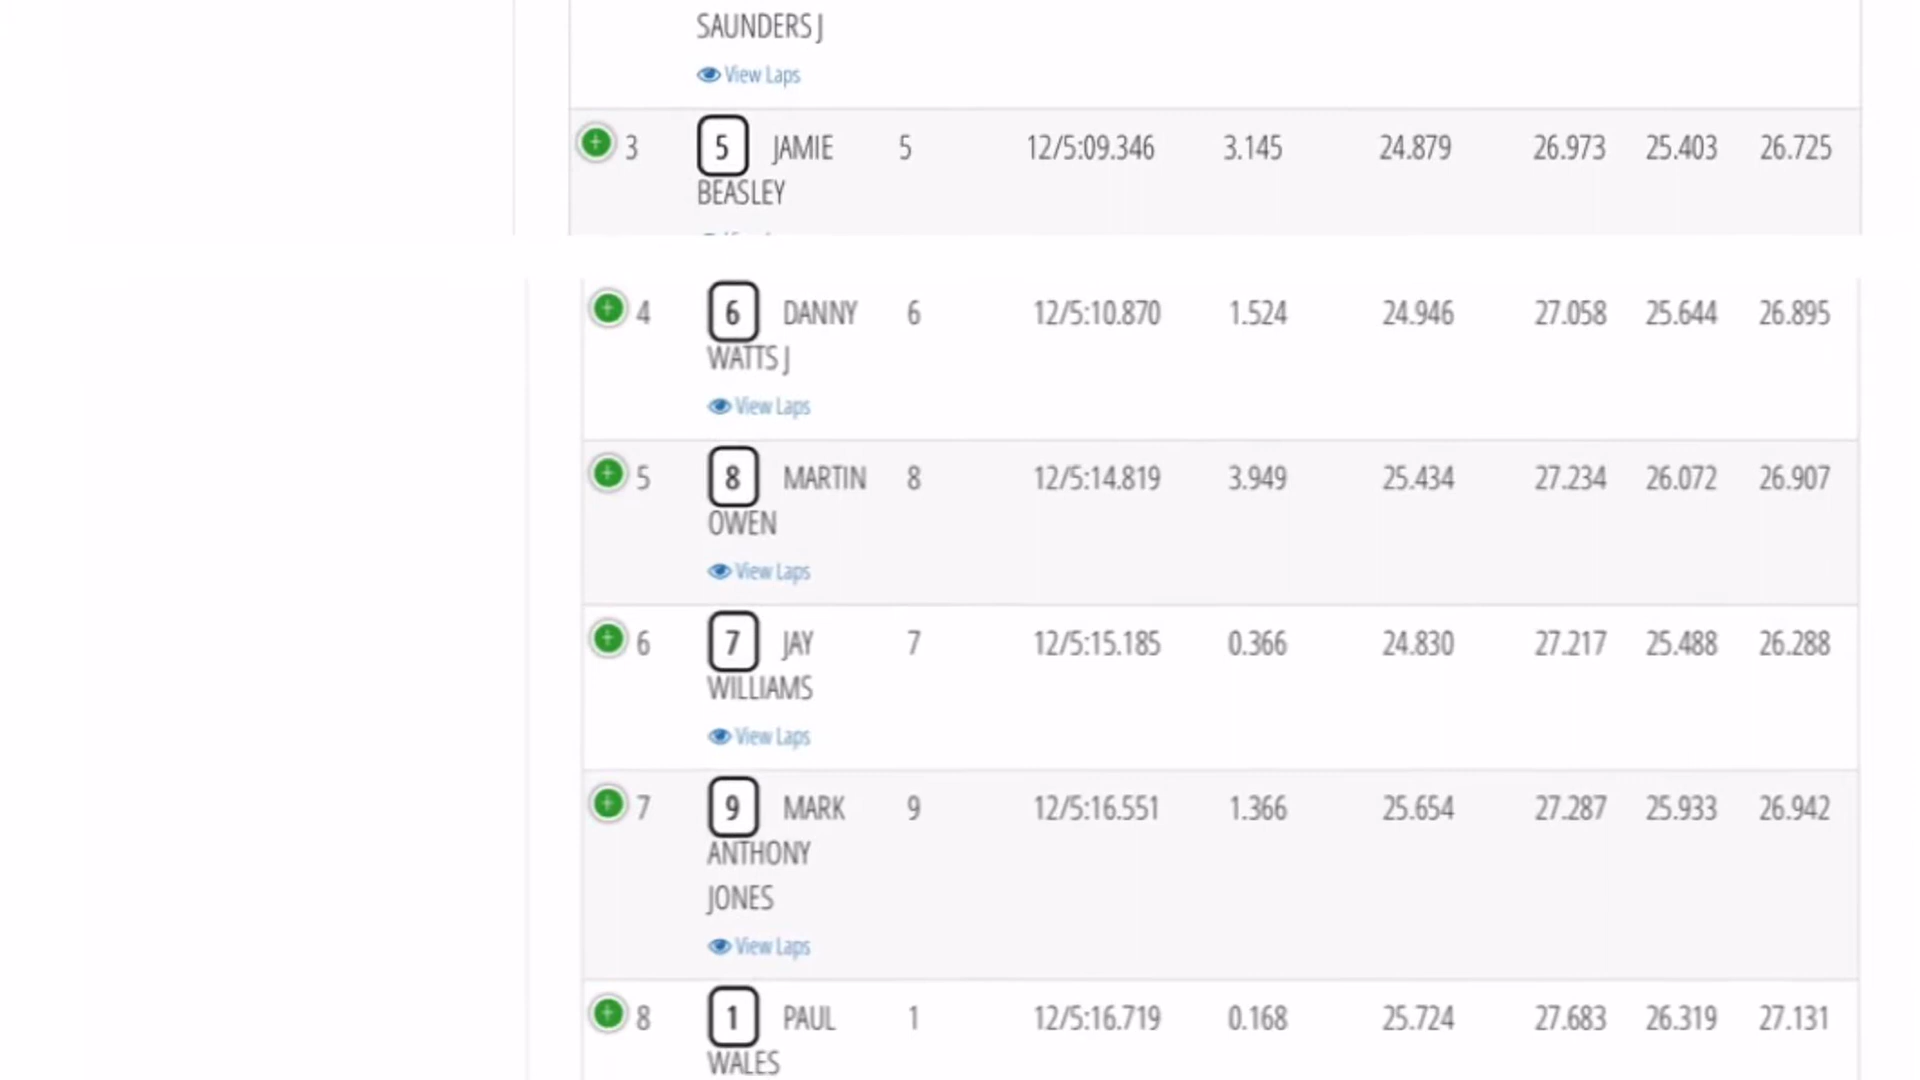 SAUNDERS J
View Laps
3 5 JAMIE 5 12/5:09.346 3.145 24.879 26.973 25.403 26.725
BEASLEY
4 6 DANNY 6 12/5:10.870 1.524 24.946 27.058 25.644 26.895
WATTS J
View Laps
5 8 MARTIN 8 12/5:14.819 3.949 25.434 27.234 26.072 26.907
OWEN
View Laps
6 7 JAY 7 12/5:15.185 0.366 24.830 27.217 25.488 26.288
WILLIAMS
View Laps
7 9 MARK 9 12/5:16.551 1.366 25.654 27.287 25.933 26.942
ANTHONY
JONES
View Laps
8 1 PAUL 1 12/5:16.719 0.168 25.724 27.683 26.319 27.131
WALES